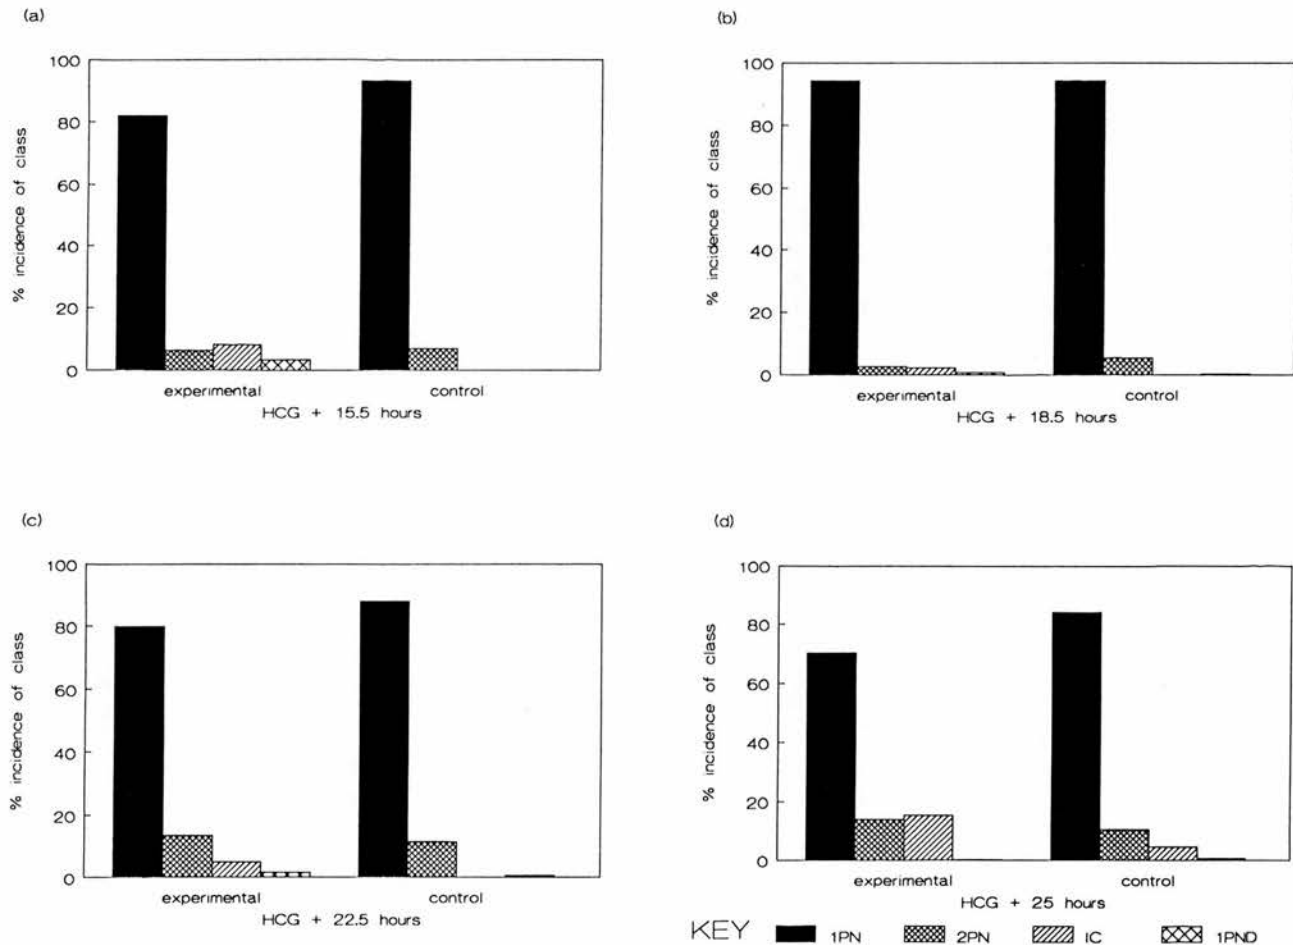 (a)
100
80
60
40
20
0
% incidence of class
experimental
control
HCG + 15.5 hours
(b)
100
80
60
40
20
0
% incidence of class
experimental
control
HCG + 18.5 hours
(c)
100
80
60
40
20
0
% incidence of class
experimental
control
HCG + 22.5 hours
(d)
100
80
60
40
20
0
% incidence of class
experimental
control
HCG + 25 hours
KEY 1PN 2PN IC 1PND